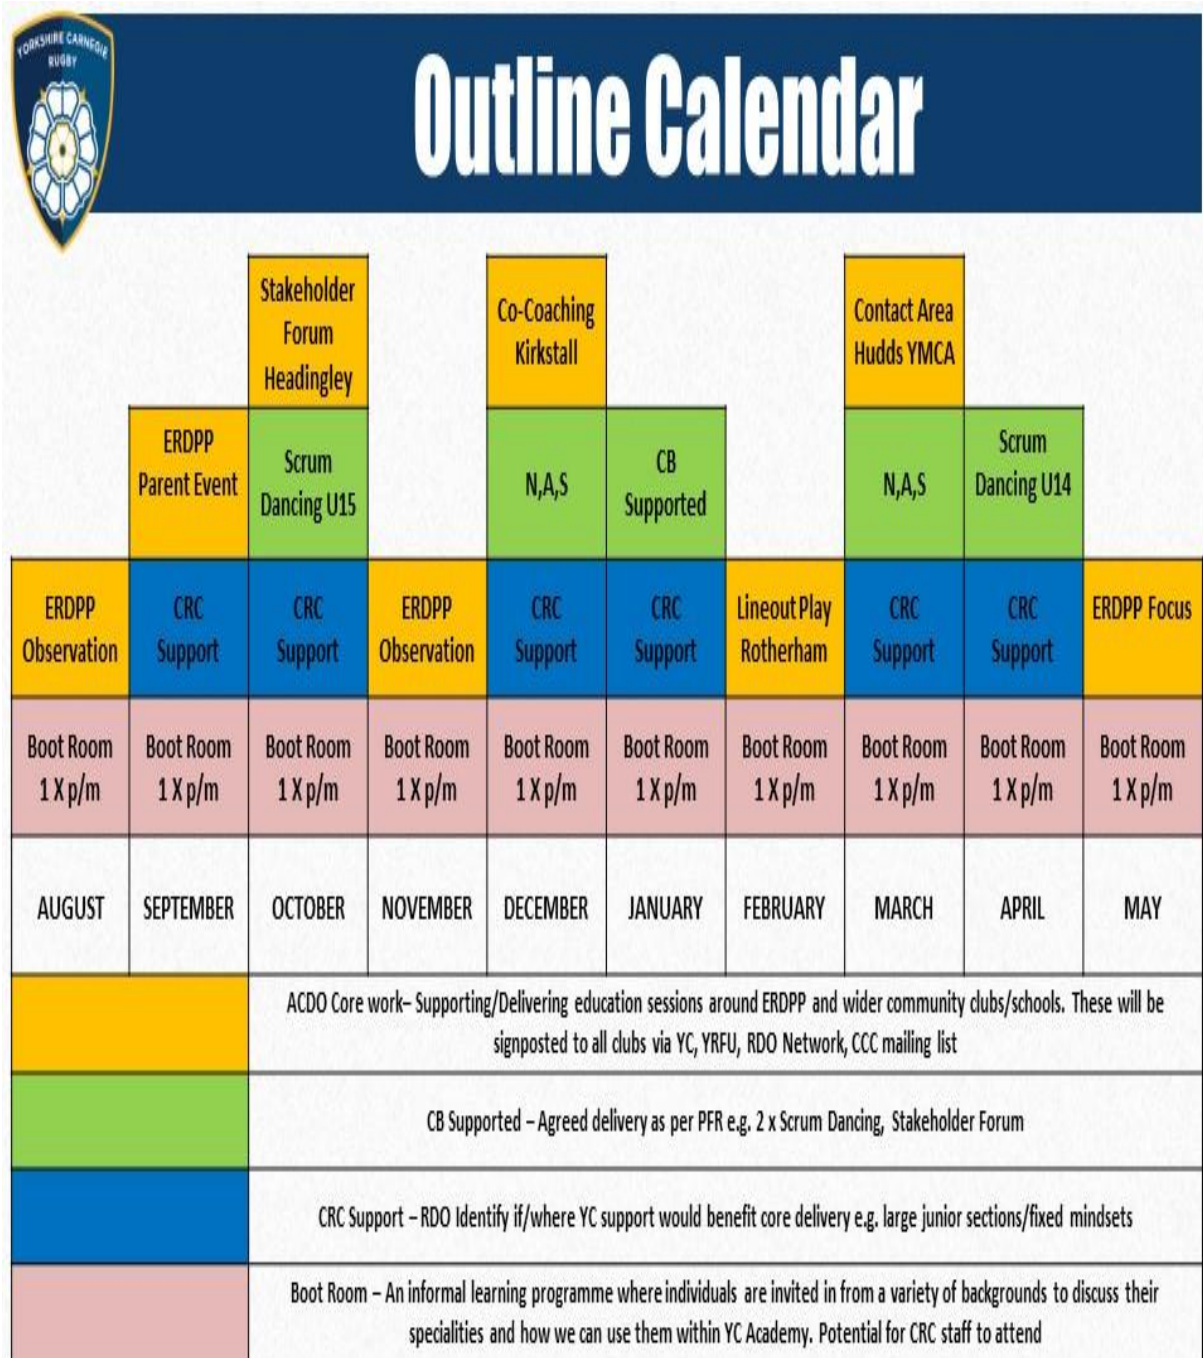 YORKSHIRE CARNEGIE
RUGBY
Outline Calendar
Stakeholder
Forum
Headingley
Co-Coaching
Kirkstall
Contact Area
Hudds YMCA
ERDPP
Parent Event
Scrum
Dancing U15
N,A,S
CB
Supported
N,A,S
Scrum
Dancing U14
ERDPP
Observation
CRC
Support
CRC
Support
ERDPP
Observation
CRC
Support
CRC
Support
Lineout Play
Rotherham
CRC
Support
CRC
Support
ERDPP Focus
Boot Room
1 X p/m
Boot Room
1 X p/m
Boot Room
1 X p/m
Boot Room
1 X p/m
Boot Room
1 X p/m
Boot Room
1 X p/m
Boot Room
1 X p/m
Boot Room
1 X p/m
Boot Room
1 X p/m
Boot Room
1 X p/m
AUGUST
SEPTEMBER
OCTOBER
NOVEMBER
DECEMBER
JANUARY
FEBRUARY
MARCH
APRIL
MAY
ACDO Core work– Supporting/Delivering education sessions around ERDPP and wider community clubs/schools. These will be
signposted to all clubs via YC, YRFU, RDO Network, CCC mailing list
CB Supported – Agreed delivery as per PFR e.g. 2 x Scrum Dancing, Stakeholder Forum
CRC Support – RDO Identify if/where YC support would benefit core delivery e.g. large junior sections/fixed mindsets
Boot Room – An informal learning programme where individuals are invited in from a variety of backgrounds to discuss their
specialities and how we can use them within YC Academy. Potential for CRC staff to attend